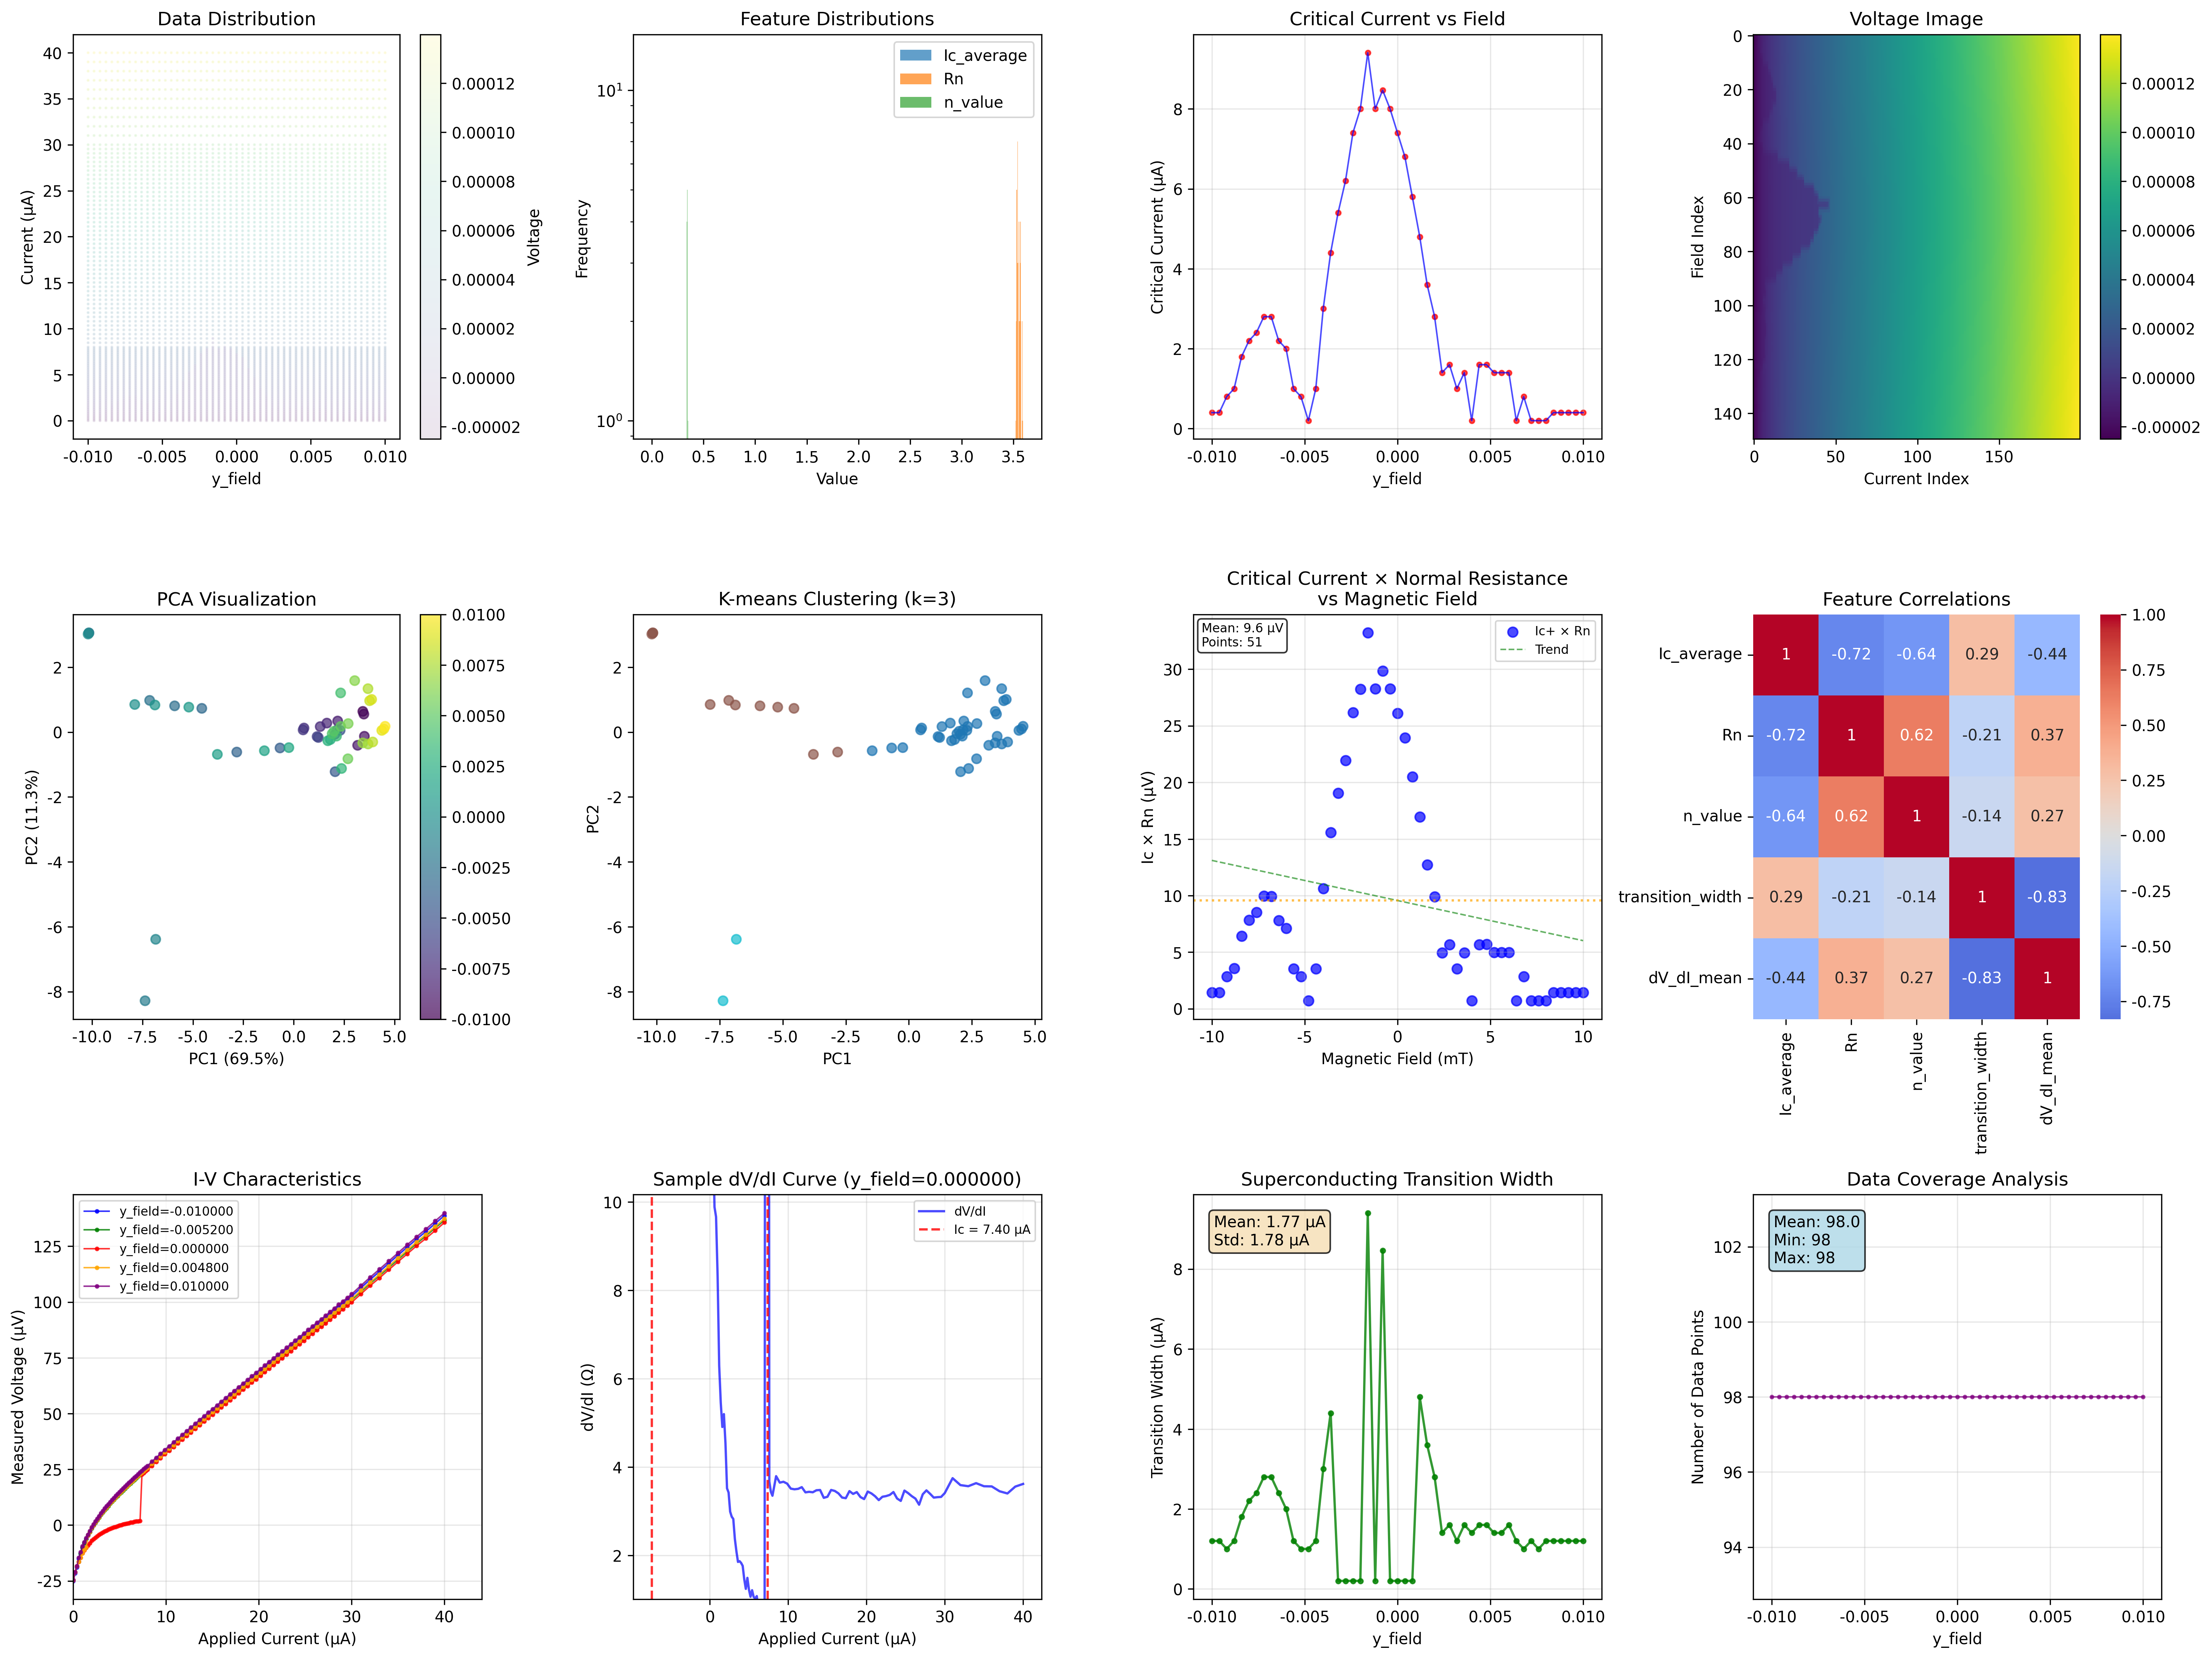 Data Distribution
Current (μA)
40
35
30
25
20
15
10
5
0
-0.010 -0.005 0.000 0.005 0.010
y_field
0.00012
0.00010
0.00008
0.00006
0.00004
0.00002
0.00000
-0.00002
Voltage
Feature Distributions
Frequency
10¹
10⁰
Ic_average
Rn
n_value
0.0 0.5 1.0 1.5 2.0 2.5 3.0 3.5
Value
Critical Current vs Field
Critical Current (μA)
8
6
4
2
0
-0.010 -0.005 0.000 0.005 0.010
y_field
Voltage Image
Field Index
0
20
40
60
80
100
120
140
0 50 100 150
Current Index
0.00012
0.00010
0.00008
0.00006
0.00004
0.00002
0.00000
-0.00002
PCA Visualization
PC2 (11.3%)
2
0
-2
-4
-6
-8
-10.0 -7.5 -5.0 -2.5 0.0 2.5 5.0
PC1 (69.5%)
0.0100
0.0075
0.0050
0.0025
0.0000
-0.0025
-0.0050
-0.0075
-0.0100
K-means Clustering (k=3)
PC2
2
0
-2
-4
-6
-8
-10.0 -7.5 -5.0 -2.5 0.0 2.5 5.0
PC1
Critical Current × Normal Resistance
vs Magnetic Field
Ic × Rn (μV)
Mean: 9.6 μV
Points: 51
Ic+ × Rn
Trend
30
25
20
15
10
5
0
-10 -5 0 5 10
Magnetic Field (mT)
Feature Correlations
Ic_average 1 -0.72 -0.64 0.29 -0.44
Rn -0.72 1 0.62 -0.21 0.37
n_value -0.64 0.62 1 -0.14 0.27
transition_width 0.29 -0.21 -0.14 1 -0.83
dV_dI_mean -0.44 0.37 0.27 -0.83 1
Ic_average Rn n_value transition_width dV_dI_mean
1.00
0.75
0.50
0.25
0.00
-0.25
-0.50
-0.75
I-V Characteristics
Measured Voltage (μV)
y_field=-0.010000
y_field=-0.005200
y_field=0.000000
y_field=0.004800
y_field=0.010000
125
100
75
50
25
0
-25
0 10 20 30 40
Applied Current (μA)
Sample dV/dI Curve (y_field=0.000000)
dV/dI (Ω)
dV/dI
Ic = 7.40 μA
10
8
6
4
2
0 10 20 30 40
Applied Current (μA)
Superconducting Transition Width
Transition Width (μA)
Mean: 1.77 μA
Std: 1.78 μA
8
6
4
2
0
-0.010 -0.005 0.000 0.005 0.010
y_field
Data Coverage Analysis
Number of Data Points
Mean: 98.0
Min: 98
Max: 98
102
100
98
96
94
-0.010 -0.005 0.000 0.005 0.010
y_field